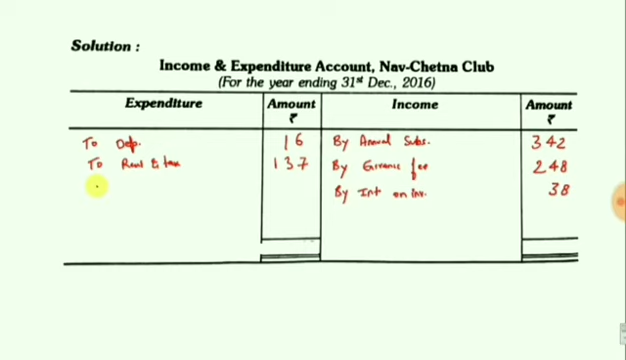 Solution :
Income & Expenditure Account, Nav-Chetna Club
(For the year ending 31st Dec., 2016)
Expenditure Amount ₹ Income Amount ₹
To Dep. 16 By Annual Subs. 342
To Rent & tax 137 By Entrance fee 248
By Int on inv. 38